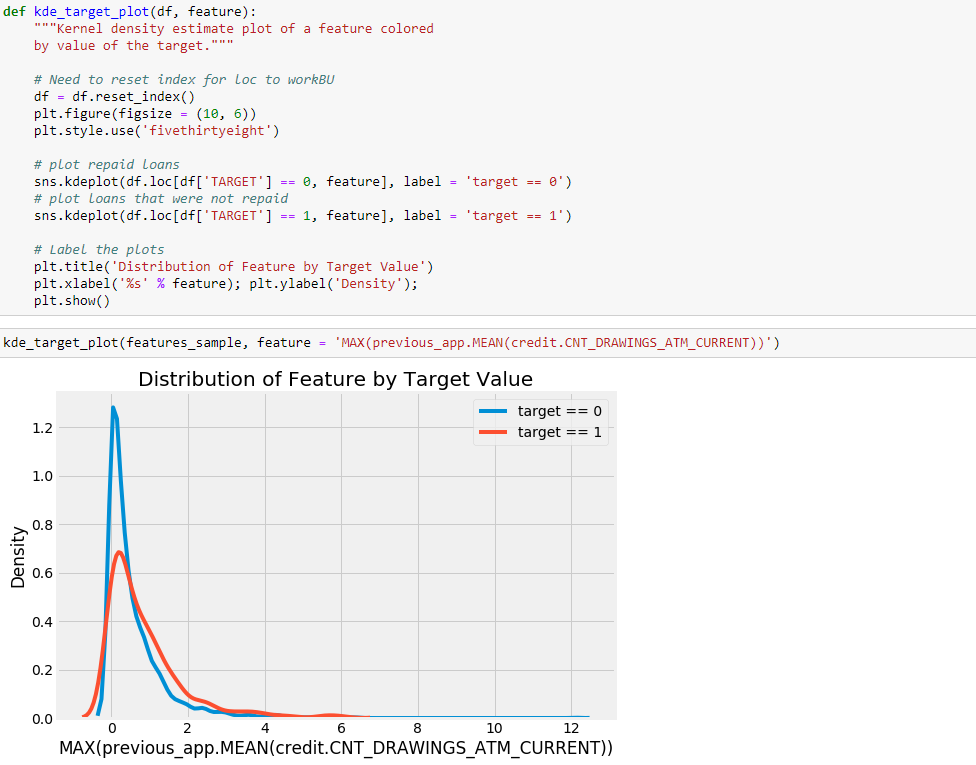 def kde_target_plot(df, feature):
    """Kernel density estimate plot of a feature colored
    by value of the target."""

    # Need to reset index for loc to workBU
    df = df.reset_index()
    plt.figure(figsize = (10, 6))
    plt.style.use('fivethirtyeight')

    # plot repaid loans
    sns.kdeplot(df.loc[df['TARGET'] == 0, feature], label = 'target == 0')
    # plot loans that were not repaid
    sns.kdeplot(df.loc[df['TARGET'] == 1, feature], label = 'target == 1')

    # Label the plots
    plt.title('Distribution of Feature by Target Value')
    plt.xlabel('%s' % feature); plt.ylabel('Density');
    plt.show()

kde_target_plot(features_sample, feature = 'MAX(previous_app.MEAN(credit.CNT_DRAWINGS_ATM_CURRENT))')
Distribution of Feature by Target Value
target == 0
target == 1
1.2
1.0
0.8
0.6
0.4
0.2
0.0
Density
0 2 4 6 8 10 12
MAX(previous_app.MEAN(credit.CNT_DRAWINGS_ATM_CURRENT))